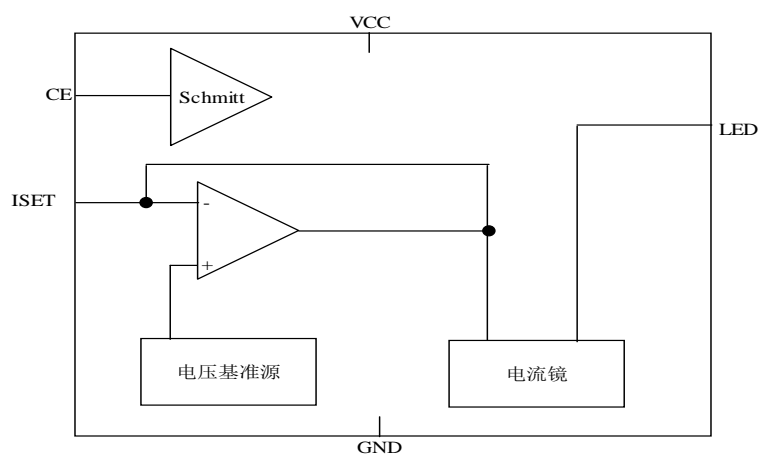 VCC
CE
Schmitt
LED
ISET
-
+
电压基准源
电流镜
GND